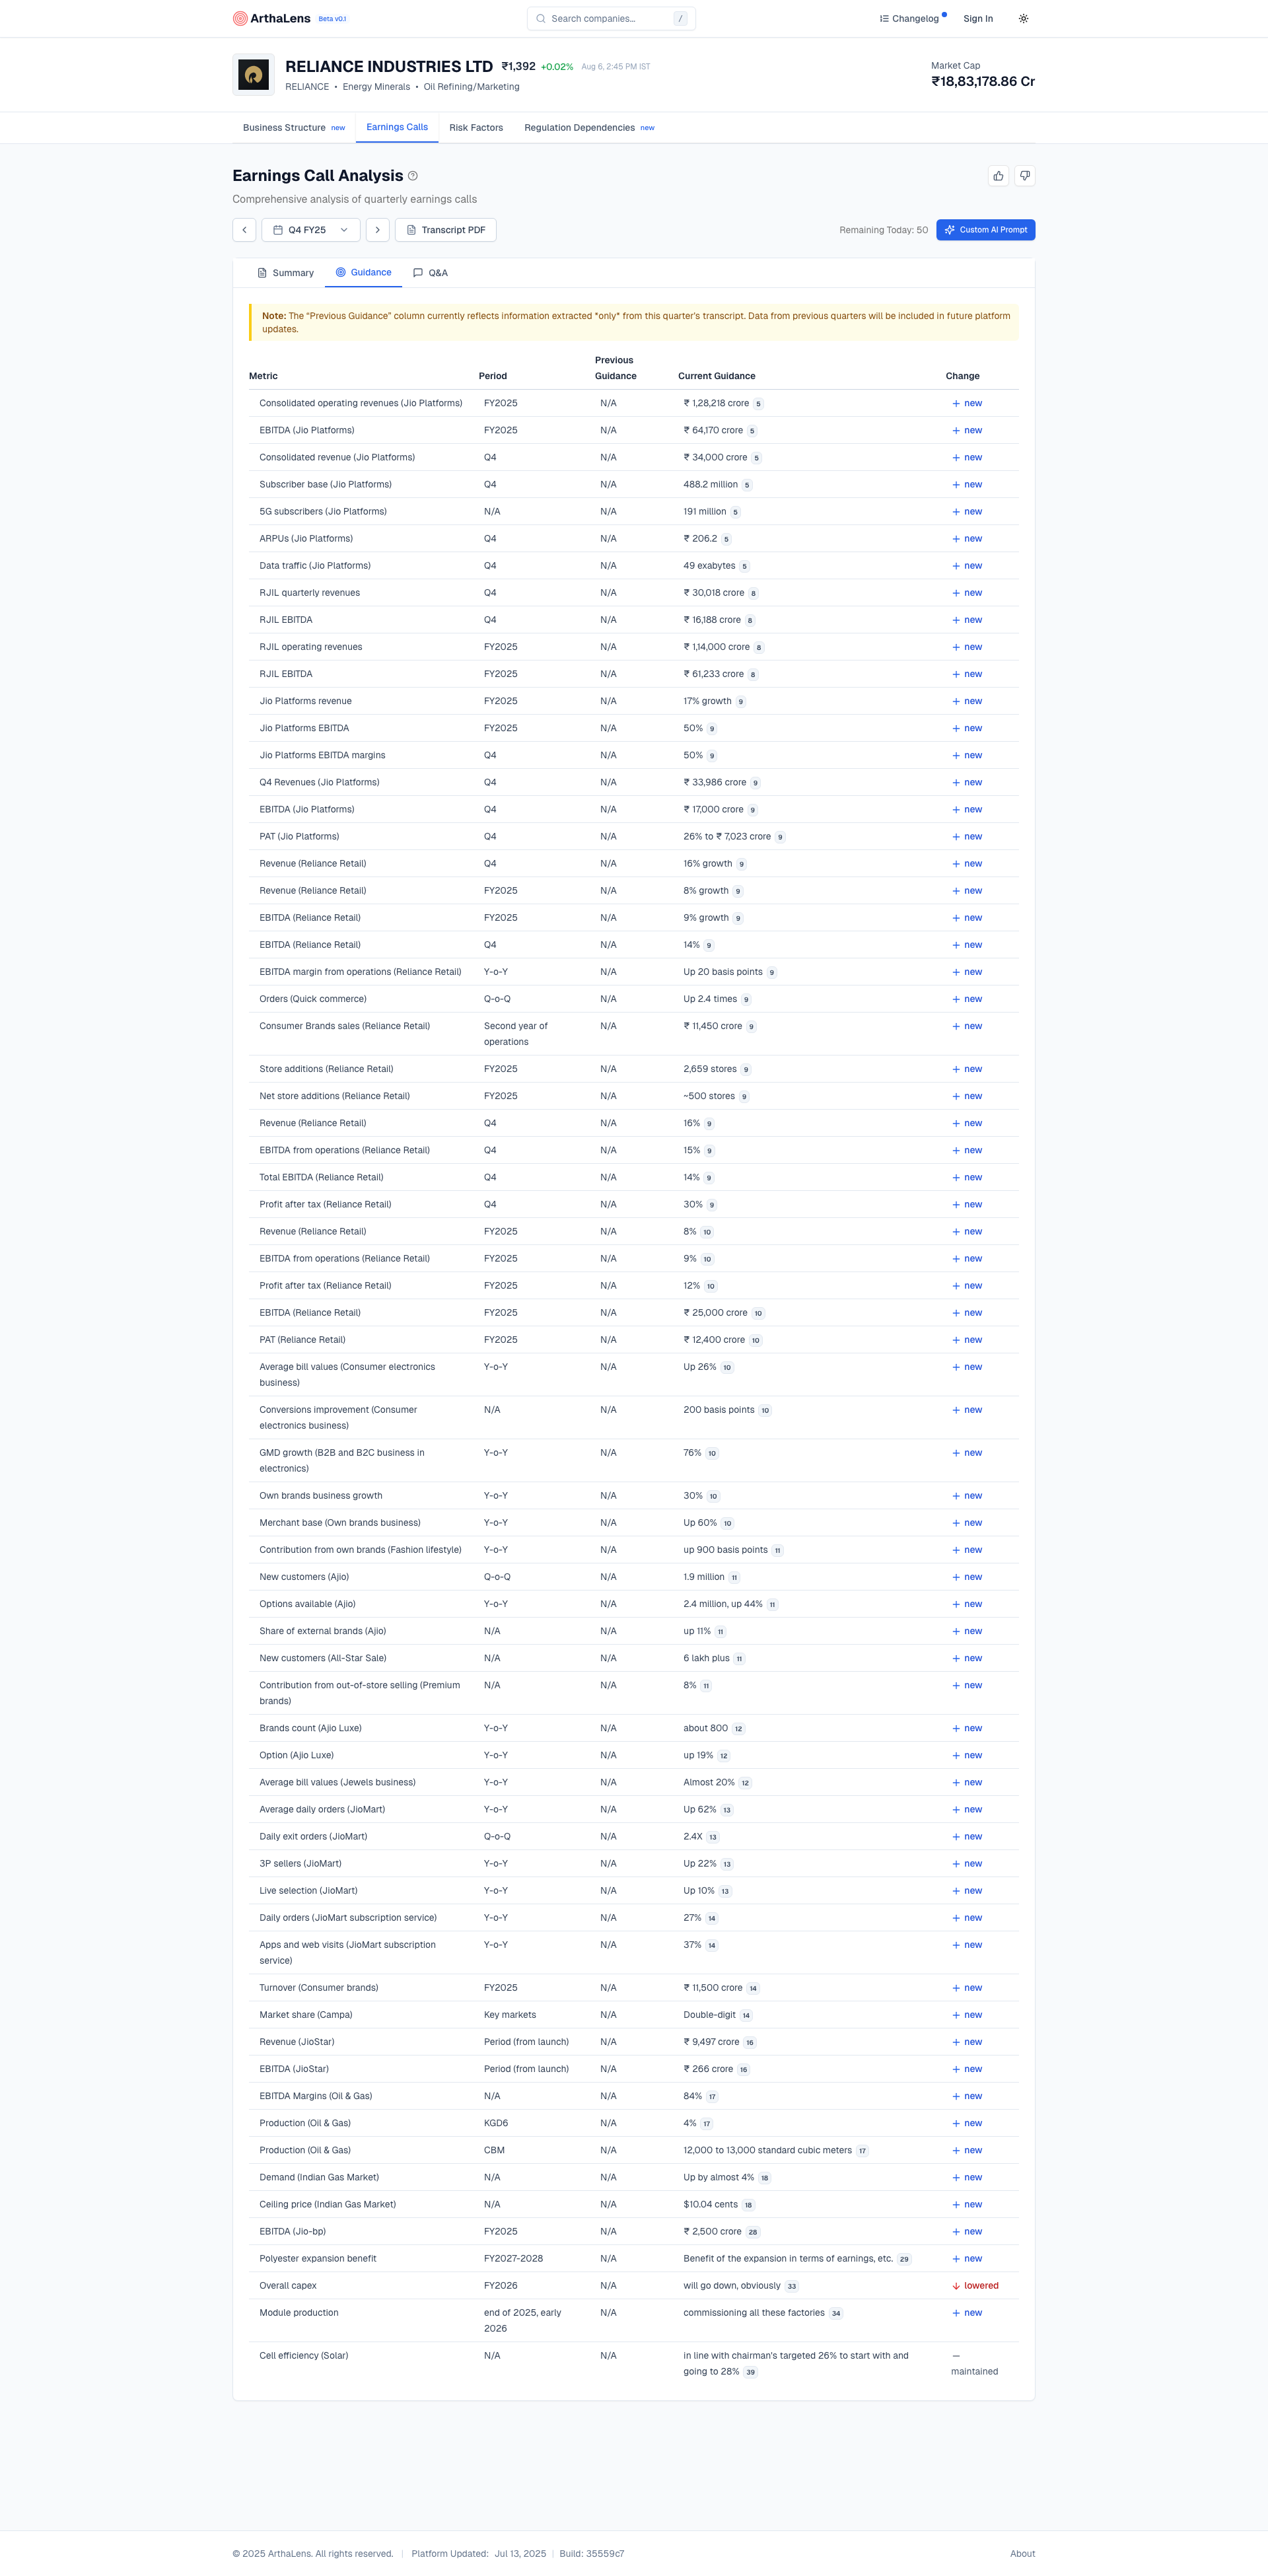 ArthaLens Beta v0.1 Search companies... / Changelog Sign In
RELIANCE INDUSTRIES LTD ₹1,392 +0.02% Aug 6, 2:45 PM IST
RELIANCE • Energy Minerals • Oil Refining/Marketing
Market Cap
₹18,83,178.86 Cr
Business Structure new Earnings Calls Risk Factors Regulation Dependencies new
Earnings Call Analysis
Comprehensive analysis of quarterly earnings calls
Q4 FY25 Transcript PDF Remaining Today: 50 Custom AI Prompt
Summary Guidance Q&A
Note: The "Previous Guidance" column currently reflects information extracted *only* from this quarter's transcript. Data from previous quarters will be included in future platform
updates.
Metric Period Previous Guidance Current Guidance Change
Consolidated operating revenues (Jio Platforms) FY2025 N/A ₹ 1,28,218 crore 5 new
EBITDA (Jio Platforms) FY2025 N/A ₹ 64,170 crore 5 new
Consolidated revenue (Jio Platforms) Q4 N/A ₹ 34,000 crore 5 new
Subscriber base (Jio Platforms) Q4 N/A 488.2 million 5 new
5G subscribers (Jio Platforms) N/A N/A 191 million 5 new
ARPUs (Jio Platforms) Q4 N/A ₹ 206.2 5 new
Data traffic (Jio Platforms) Q4 N/A 49 exabytes 5 new
RJIL quarterly revenues Q4 N/A ₹ 30,018 crore 8 new
RJIL EBITDA Q4 N/A ₹ 16,188 crore 8 new
RJIL operating revenues FY2025 N/A ₹ 1,14,000 crore 8 new
RJIL EBITDA FY2025 N/A ₹ 61,233 crore 8 new
Jio Platforms revenue FY2025 N/A 17% growth 9 new
Jio Platforms EBITDA FY2025 N/A 50% 9 new
Jio Platforms EBITDA margins Q4 N/A 50% 9 new
Q4 Revenues (Jio Platforms) Q4 N/A ₹ 33,986 crore 9 new
EBITDA (Jio Platforms) Q4 N/A ₹ 17,000 crore 9 new
PAT (Jio Platforms) Q4 N/A 26% to ₹ 7,023 crore 9 new
Revenue (Reliance Retail) Q4 N/A 16% growth 9 new
Revenue (Reliance Retail) FY2025 N/A 8% growth 9 new
EBITDA (Reliance Retail) FY2025 N/A 9% growth 9 new
EBITDA (Reliance Retail) Q4 N/A 14% 9 new
EBITDA margin from operations (Reliance Retail) Y-o-Y N/A Up 20 basis points 9 new
Orders (Quick commerce) Q-o-Q N/A Up 2.4 times 9 new
Consumer Brands sales (Reliance Retail) Second year of operations N/A ₹ 11,450 crore 9 new
Store additions (Reliance Retail) FY2025 N/A 2,659 stores 9 new
Net store additions (Reliance Retail) FY2025 N/A ~500 stores 9 new
Revenue (Reliance Retail) Q4 N/A 16% 9 new
EBITDA from operations (Reliance Retail) Q4 N/A 15% 9 new
Total EBITDA (Reliance Retail) Q4 N/A 14% 9 new
Profit after tax (Reliance Retail) Q4 N/A 30% 9 new
Revenue (Reliance Retail) FY2025 N/A 8% 10 new
EBITDA from operations (Reliance Retail) FY2025 N/A 9% 10 new
Profit after tax (Reliance Retail) FY2025 N/A 12% 10 new
EBITDA (Reliance Retail) FY2025 N/A ₹ 25,000 crore 10 new
PAT (Reliance Retail) FY2025 N/A ₹ 12,400 crore 10 new
Average bill values (Consumer electronics business) Y-o-Y N/A Up 26% 10 new
Conversions improvement (Consumer electronics business) N/A N/A 200 basis points 10 new
GMD growth (B2B and B2C business in electronics) Y-o-Y N/A 76% 10 new
Own brands business growth Y-o-Y N/A 30% 10 new
Merchant base (Own brands business) Y-o-Y N/A Up 60% 10 new
Contribution from own brands (Fashion lifestyle) Y-o-Y N/A up 900 basis points 11 new
New customers (Ajio) Q-o-Q N/A 1.9 million 11 new
Options available (Ajio) Y-o-Y N/A 2.4 million, up 44% 11 new
Share of external brands (Ajio) N/A N/A up 11% 11 new
New customers (All-Star Sale) N/A N/A 6 lakh plus 11 new
Contribution from out-of-store selling (Premium brands) N/A N/A 8% 11 new
Brands count (Ajio Luxe) Y-o-Y N/A about 800 12 new
Option (Ajio Luxe) Y-o-Y N/A up 19% 12 new
Average bill values (Jewels business) Y-o-Y N/A Almost 20% 12 new
Average daily orders (JioMart) Y-o-Y N/A Up 62% 13 new
Daily exit orders (JioMart) Q-o-Q N/A 2.4X 13 new
3P sellers (JioMart) Y-o-Y N/A Up 22% 13 new
Live selection (JioMart) Y-o-Y N/A Up 10% 13 new
Daily orders (JioMart subscription service) Y-o-Y N/A 27% 14 new
Apps and web visits (JioMart subscription service) Y-o-Y N/A 37% 14 new
Turnover (Consumer brands) FY2025 N/A ₹ 11,500 crore 14 new
Market share (Campa) Key markets N/A Double-digit 14 new
Revenue (JioStar) Period (from launch) N/A ₹ 9,497 crore 16 new
EBITDA (JioStar) Period (from launch) N/A ₹ 266 crore 16 new
EBITDA Margins (Oil & Gas) N/A N/A 84% 17 new
Production (Oil & Gas) KGD6 N/A 4% 17 new
Production (Oil & Gas) CBM N/A 12,000 to 13,000 standard cubic meters 17 new
Demand (Indian Gas Market) N/A N/A Up by almost 4% 18 new
Ceiling price (Indian Gas Market) N/A N/A $10.04 cents 18 new
EBITDA (Jio-bp) FY2025 N/A ₹ 2,500 crore 28 new
Polyester expansion benefit FY2027-2028 N/A Benefit of the expansion in terms of earnings, etc. 29 new
Overall capex FY2026 N/A will go down, obviously 33 lowered
Module production end of 2025, early 2026 N/A commissioning all these factories 34 new
Cell efficiency (Solar) N/A N/A in line with chairman's targeted 26% to start with and going to 28% 39 — maintained
© 2025 ArthaLens. All rights reserved. | Platform Updated: Jul 13, 2025 | Build: 35559c7 About